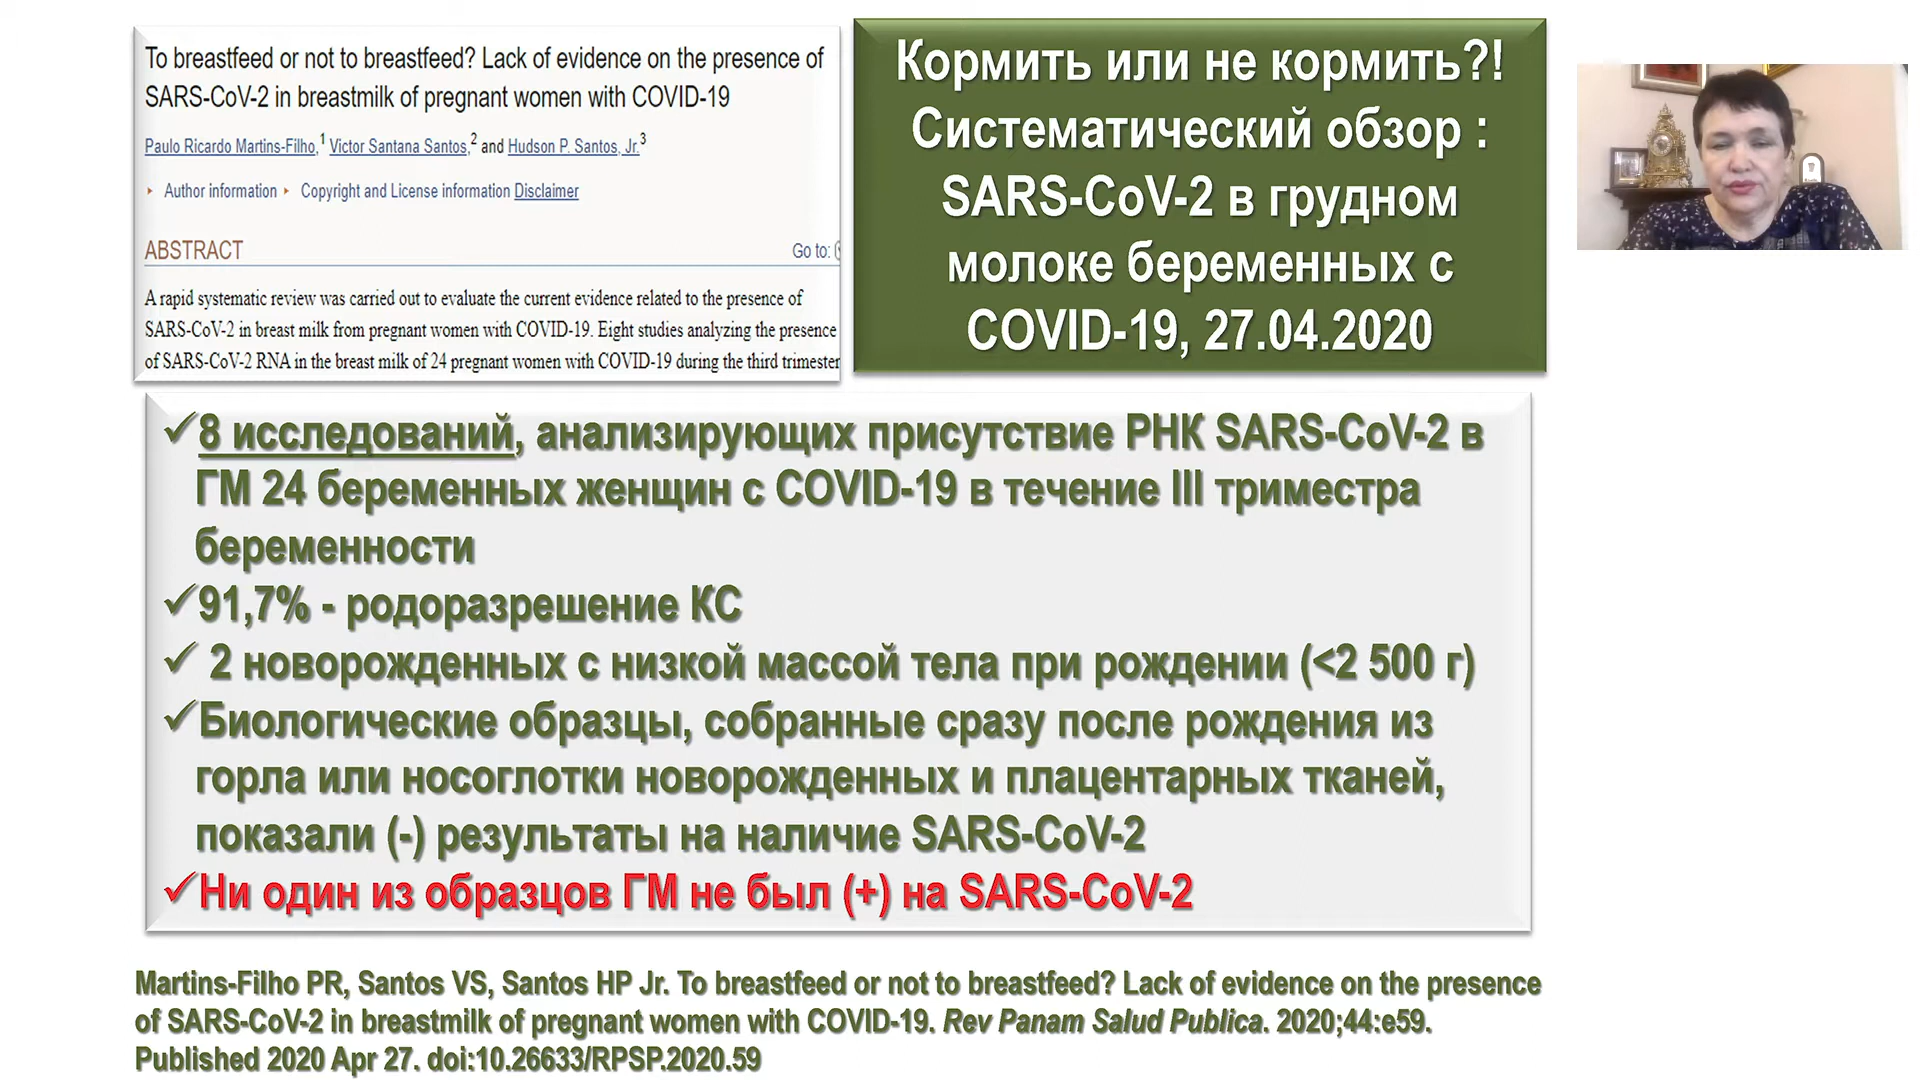 To breastfeed or not to breastfeed? Lack of evidence on the presence of
SARS-CoV-2 in breastmilk of pregnant women with COVID-19
Paulo Ricardo Martins-Filho,1 Victor Santana Santos,2 and Hudson P. Santos, Jr.3
Author information Copyright and License information Disclaimer
ABSTRACT
Go to:
A rapid systematic review was carried out to evaluate the current evidence related to the presence of
SARS-CoV-2 in breast milk from pregnant women with COVID-19. Eight studies analyzing the presence
of SARS-CoV-2 RNA in the breast milk of 24 pregnant women with COVID-19 during the third trimester
Кормить или не кормить?!
Систематический обзор :
SARS-CoV-2 в грудном
молоке беременных с
COVID-19, 27.04.2020
✓8 исследований, анализирующих присутствие РНК SARS-CoV-2 в
ГМ 24 беременных женщин с COVID-19 в течение III триместра
беременности
✓91,7% - родоразрешение КС
✓ 2 новорожденных с низкой массой тела при рождении (<2 500 г)
✓Биологические образцы, собранные сразу после рождения из
горла или носоглотки новорожденных и плацентарных тканей,
показали (-) результаты на наличие SARS-CoV-2
✓Ни один из образцов ГМ не был (+) на SARS-CoV-2
Martins-Filho PR, Santos VS, Santos HP Jr. To breastfeed or not to breastfeed? Lack of evidence on the presence
of SARS-CoV-2 in breastmilk of pregnant women with COVID-19. Rev Panam Salud Publica. 2020;44:e59.
Published 2020 Apr 27. doi:10.26633/RPSP.2020.59